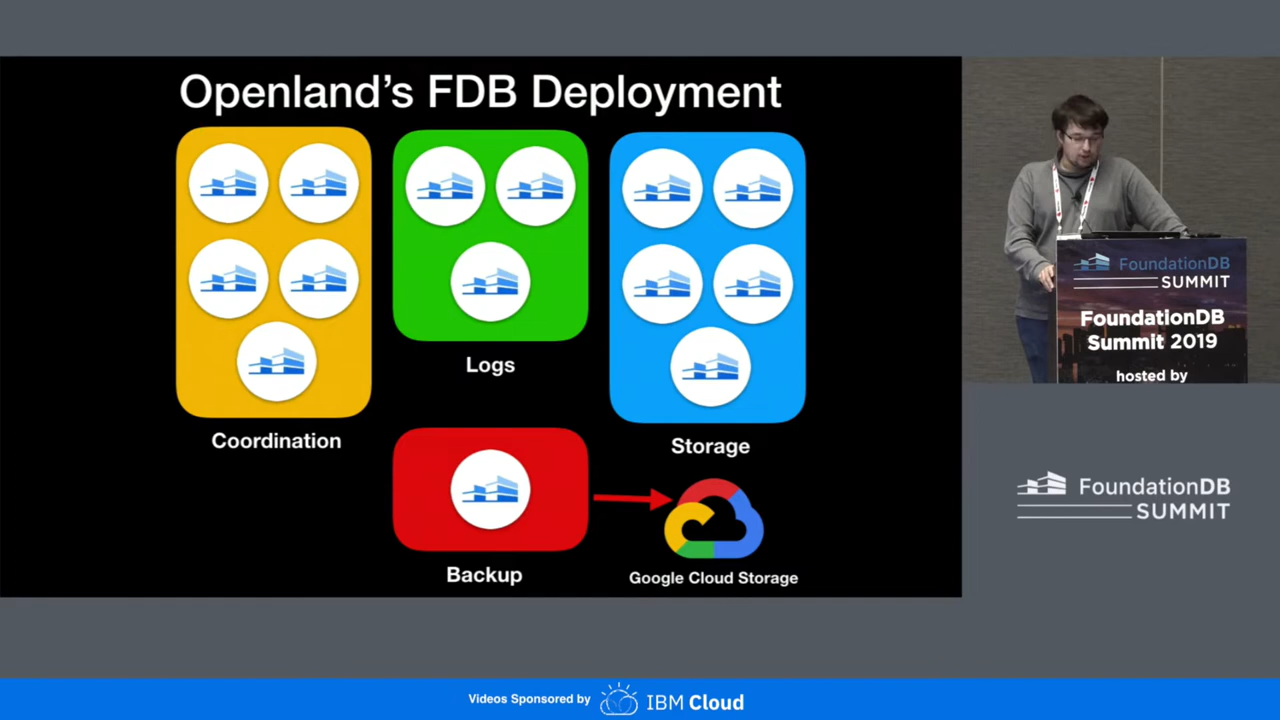 Openland's FDB Deployment
Coordination
Logs
Storage
Backup
Google Cloud Storage
FoundationDB
SUMMIT
FoundationDB
Summit 2019
hosted by
FoundationDB
SUMMIT
Videos Sponsored by IBM Cloud